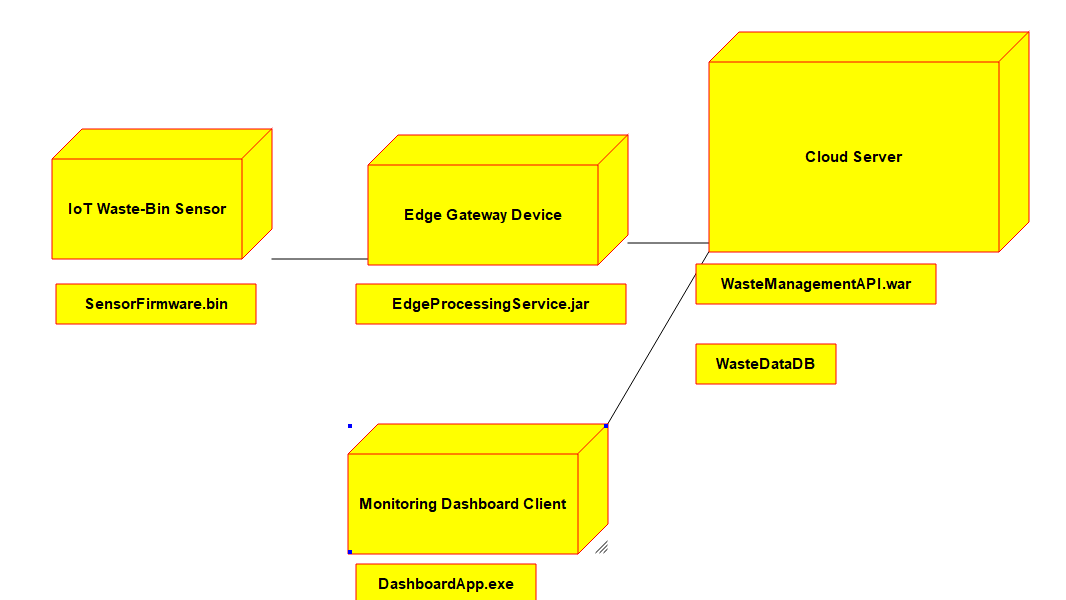 Cloud Server
IoT Waste-Bin Sensor
Edge Gateway Device
WasteManagementAPI.war
SensorFirmware.bin
EdgeProcessingService.jar
WasteDataDB
Monitoring Dashboard Client
DashboardApp.exe